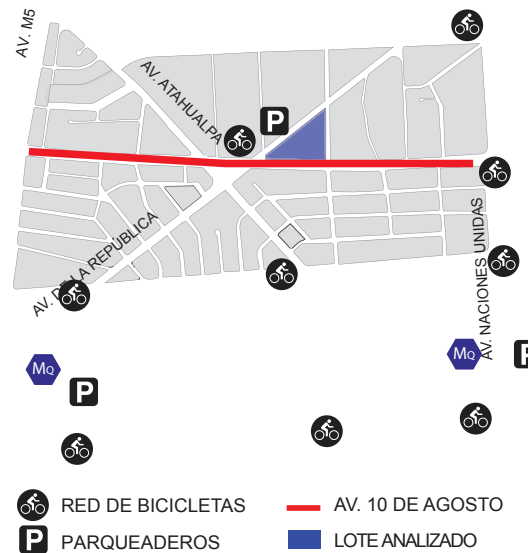 AV. M5
AV. ATAHUALPA
P
AV. DE LA REPÚBLICA
AV. NACIONES UNIDAS
MQ
MQ
P
P
RED DE BICICLETAS
AV. 10 DE AGOSTO
P
PARQUEADEROS
LOTE ANALIZADO